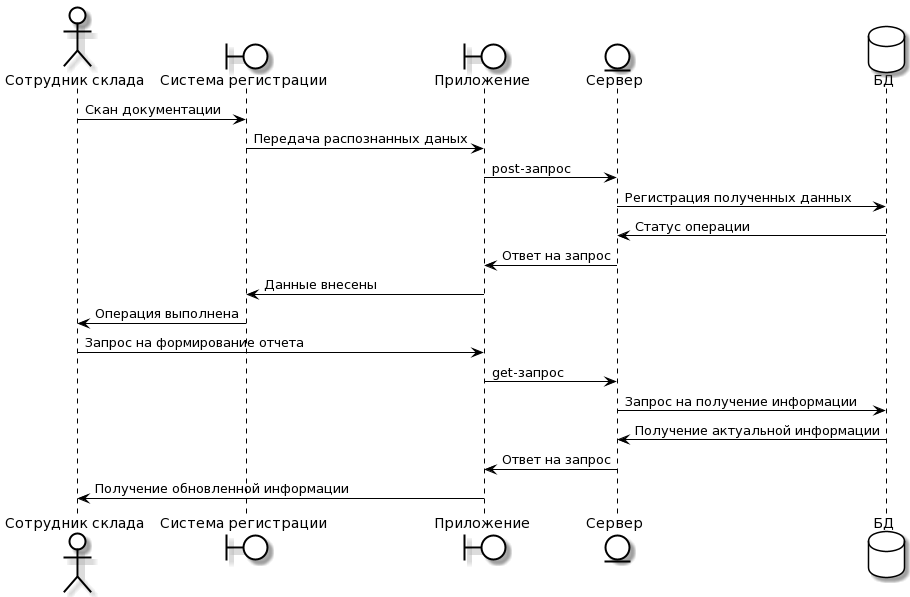 Сотрудник склада
Система регистрации
Приложение
Сервер
БД
Скан документации
Передача распознанных даных
post-запрос
Регистрация полученных данных
Статус операции
Ответ на запрос
Данные внесены
Операция выполнена
Запрос на формирование отчета
get-запрос
Запрос на получение информации
Получение актуальной информации
Ответ на запрос
Получение обновленной информации
Сотрудник склада
Система регистрации
Приложение
Сервер
БД